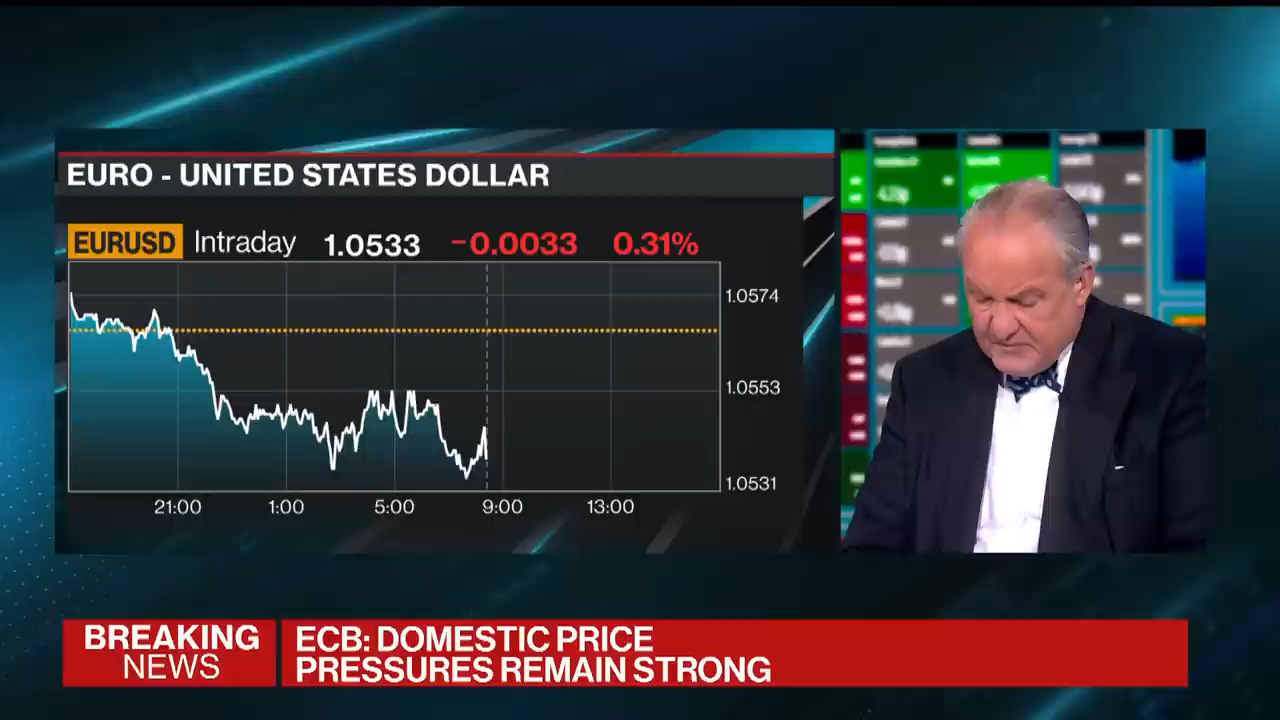 EURO - UNITED STATES DOLLAR
EURUSD Intraday 1.0533 -0.0033 0.31%
1.0574
1.0553
1.0531
21:00 1:00 5:00 9:00 13:00
BREAKING
NEWS
ECB: DOMESTIC PRICE
PRESSURES REMAIN STRONG